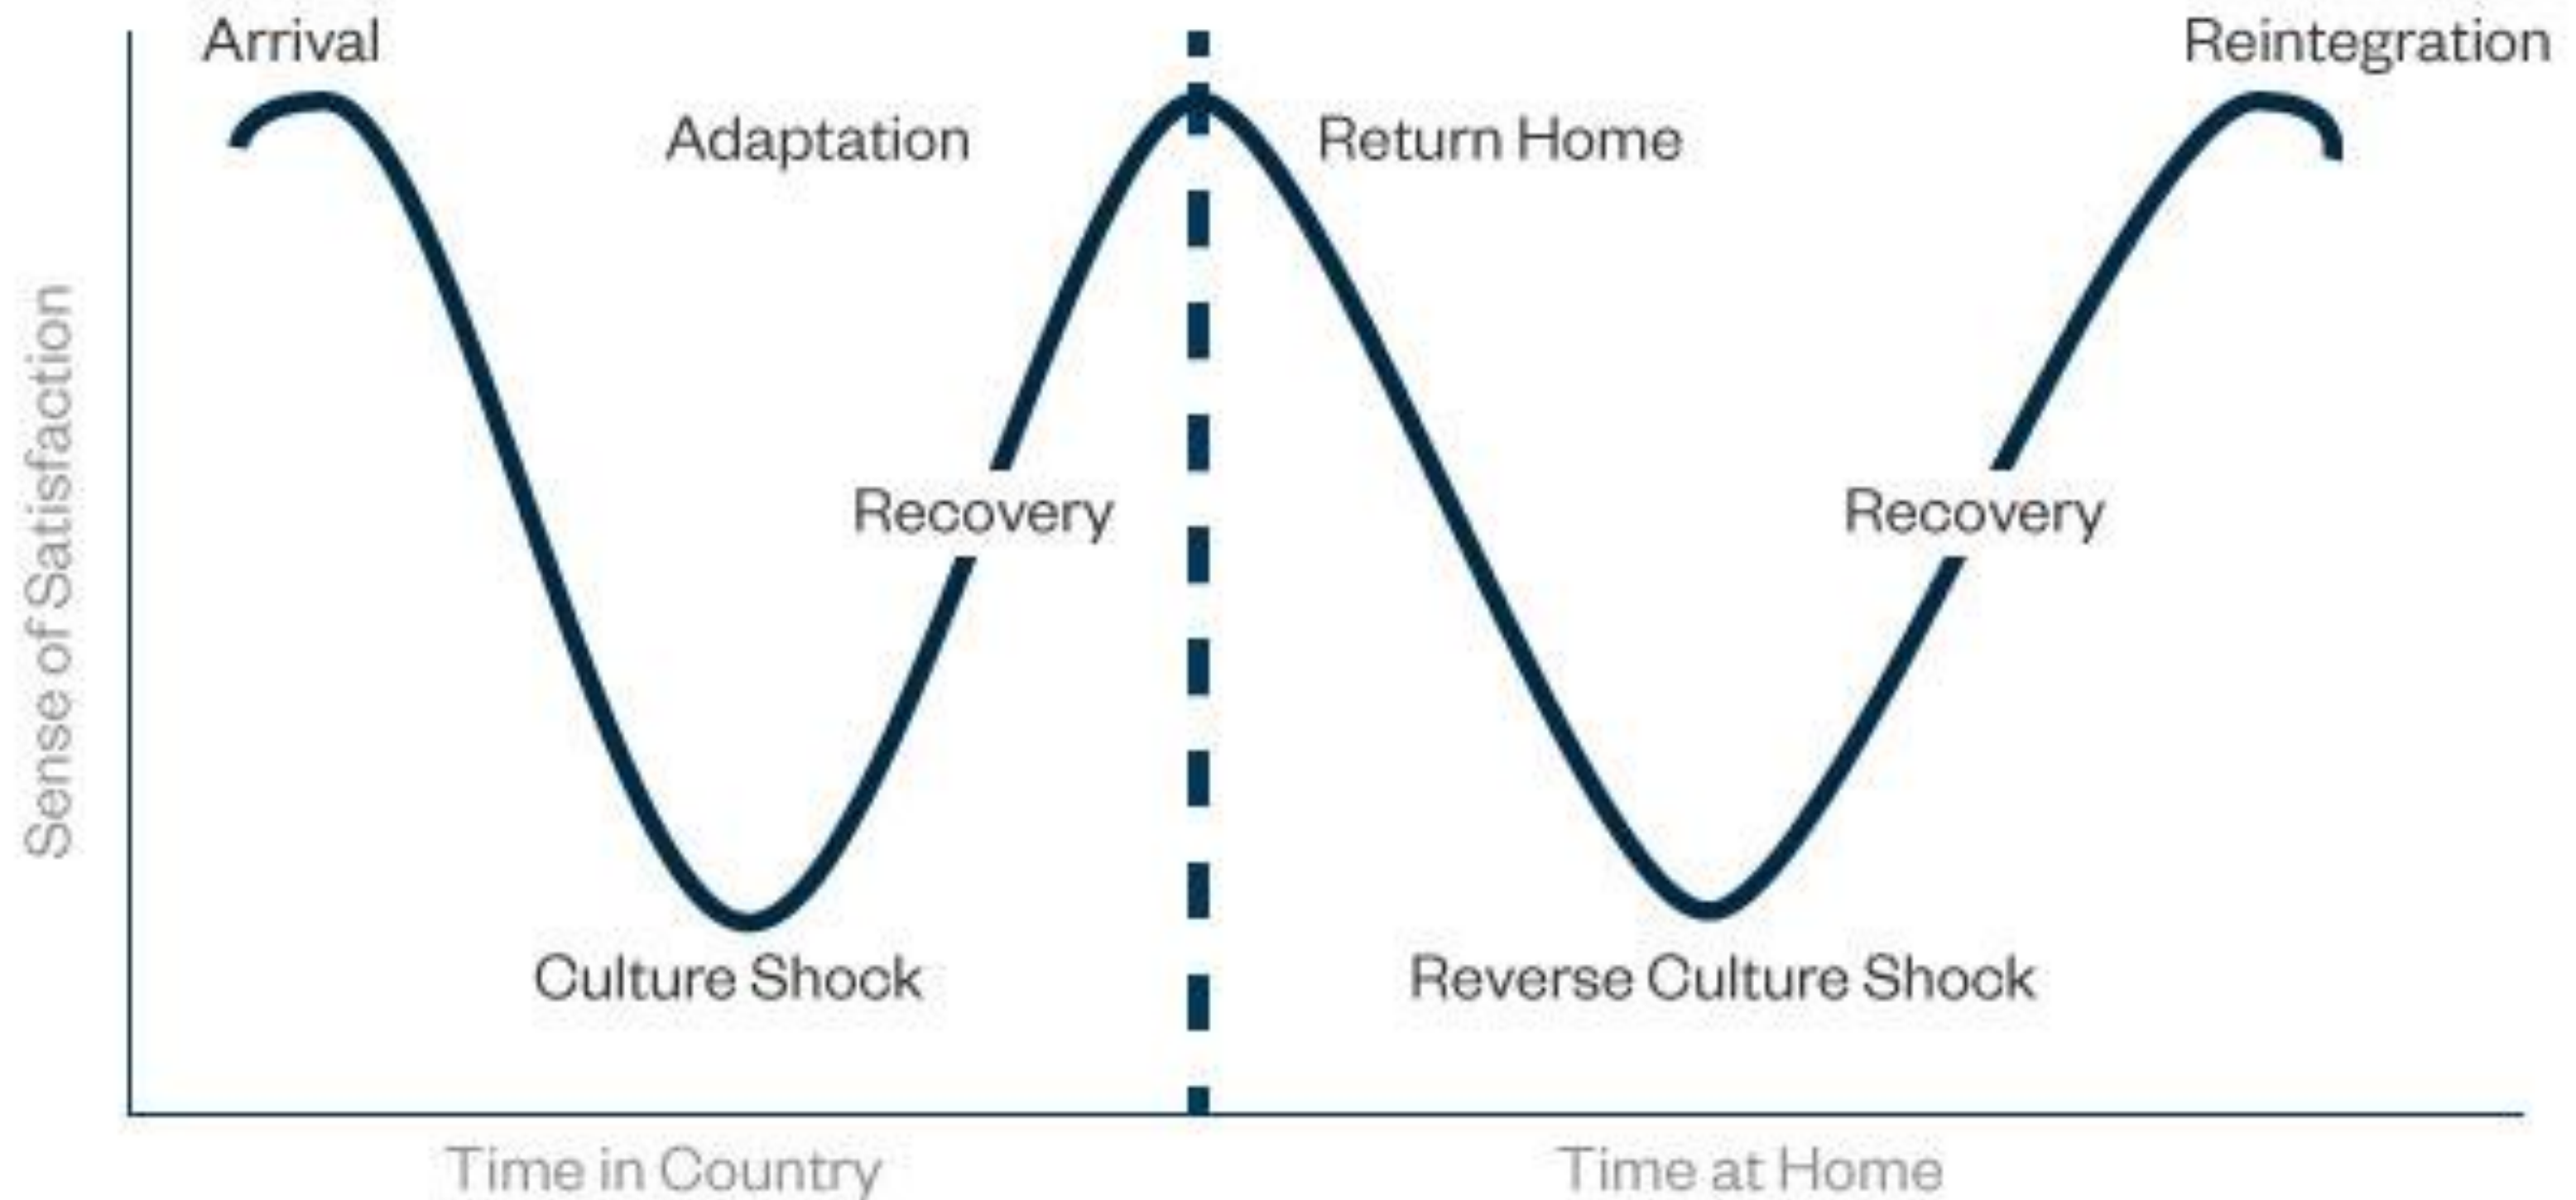 Arrival
Reintegration
Adaptation
Return Home
Sense of Satisfaction
Recovery
Recovery
Culture Shock
Reverse Culture Shock
Time in Country
Time at Home